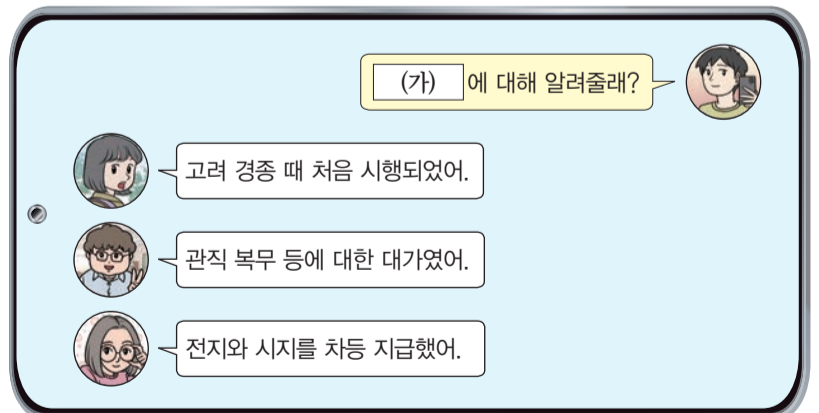 (가) 에 대해 알려줄래?
고려 경종 때 처음 시행되었어.
관직 복무 등에 대한 대가였어.
전지와 시지를 차등 지급했어.